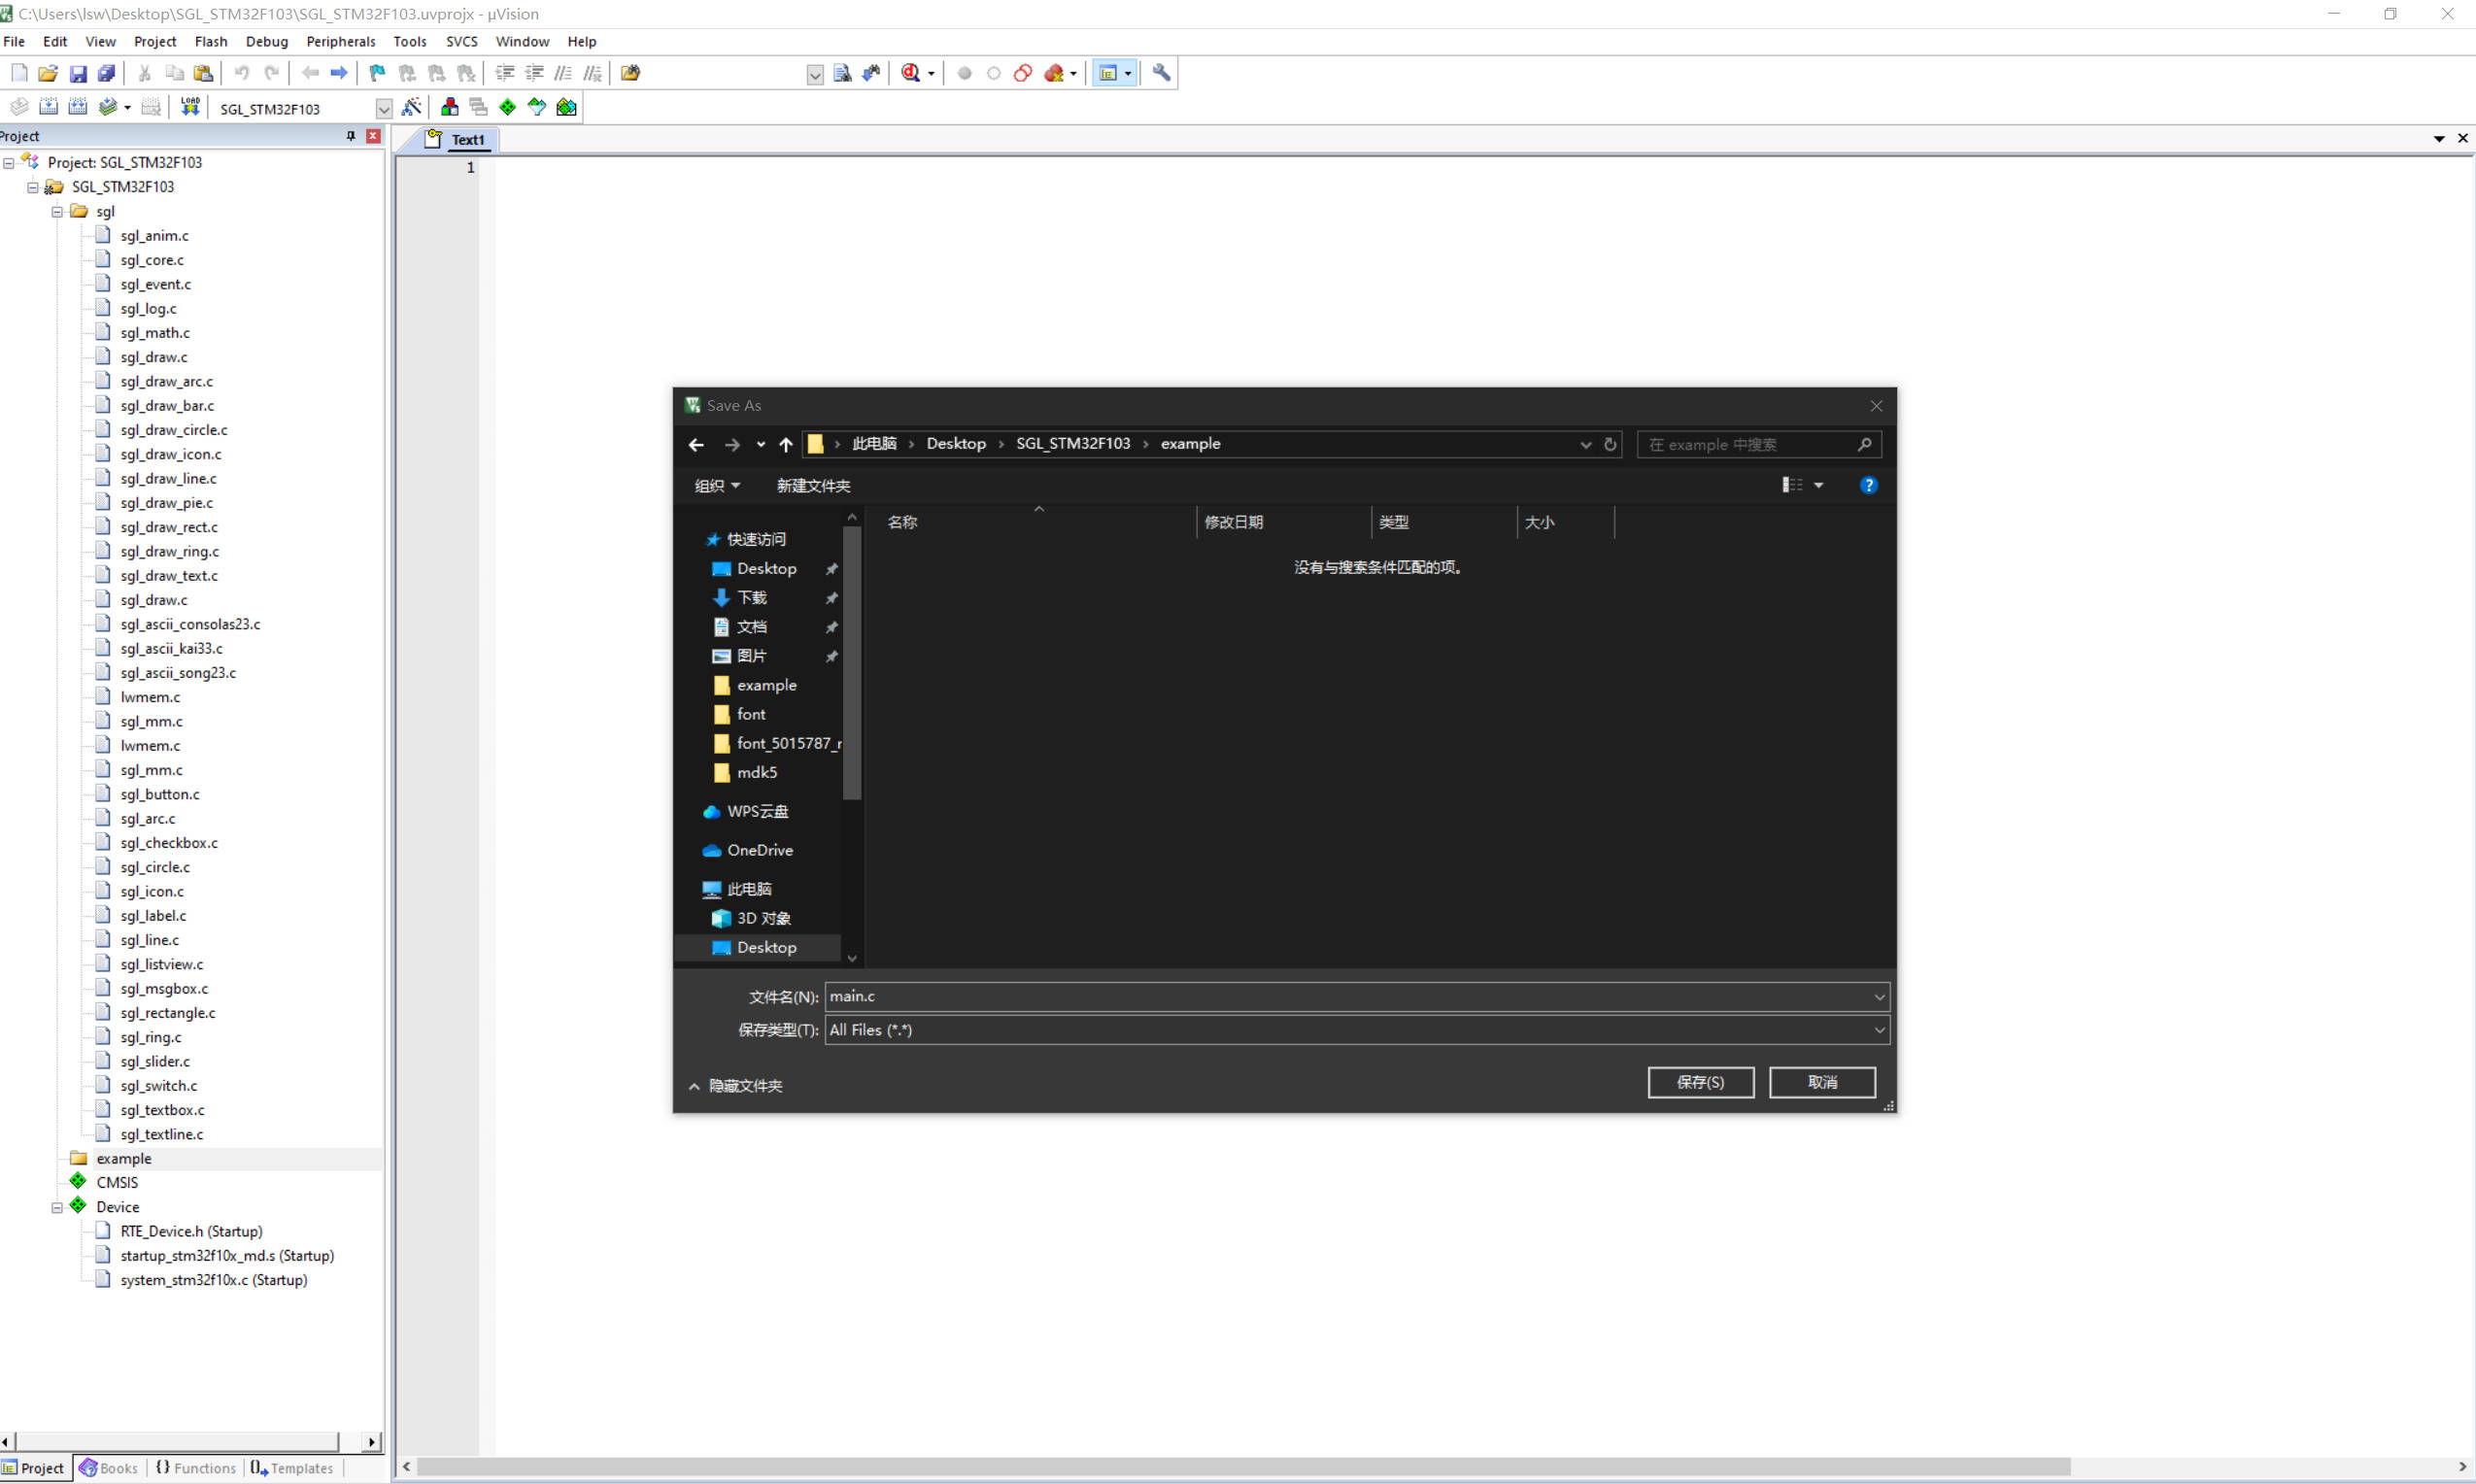 C:\Users\lsw\Desktop\SGL_STM32F103\SGL_STM32F103.uvprojx - µVision
File Edit View Project Flash Debug Peripherals Tools SVCS Window Help
LOAD SGL_STM32F103
Project
Text1
1
Project: SGL_STM32F103
SGL_STM32F103
sgl
sgl_anim.c
sgl_core.c
sgl_event.c
sgl_log.c
sgl_math.c
sgl_draw.c
sgl_draw_arc.c
sgl_draw_bar.c
sgl_draw_circle.c
sgl_draw_icon.c
sgl_draw_line.c
sgl_draw_pie.c
sgl_draw_rect.c
sgl_draw_ring.c
sgl_draw_text.c
sgl_draw.c
sgl_ascii_consolas23.c
sgl_ascii_kai33.c
sgl_ascii_song23.c
lwmem.c
sgl_mm.c
lwmem.c
sgl_mm.c
sgl_button.c
sgl_arc.c
sgl_checkbox.c
sgl_circle.c
sgl_icon.c
sgl_label.c
sgl_line.c
sgl_listview.c
sgl_msgbox.c
sgl_rectangle.c
sgl_ring.c
sgl_slider.c
sgl_switch.c
sgl_textbox.c
sgl_textline.c
example
CMSIS
Device
RTE_Device.h (Startup)
startup_stm32f10x_md.s (Startup)
system_stm32f10x.c (Startup)
Project Books {} Functions Templates
Save As
此电脑 › Desktop › SGL_STM32F103 › example
在 example 中搜索
组织 新建文件夹
名称 修改日期 类型 大小
没有与搜索条件匹配的项。
快速访问
Desktop
下载
文档
图片
example
font
font_5015787_r
mdk5
WPS云盘
OneDrive
此电脑
3D 对象
Desktop
文件名(N): main.c
保存类型(T): All Files (*.*)
隐藏文件夹
保存(S) 取消